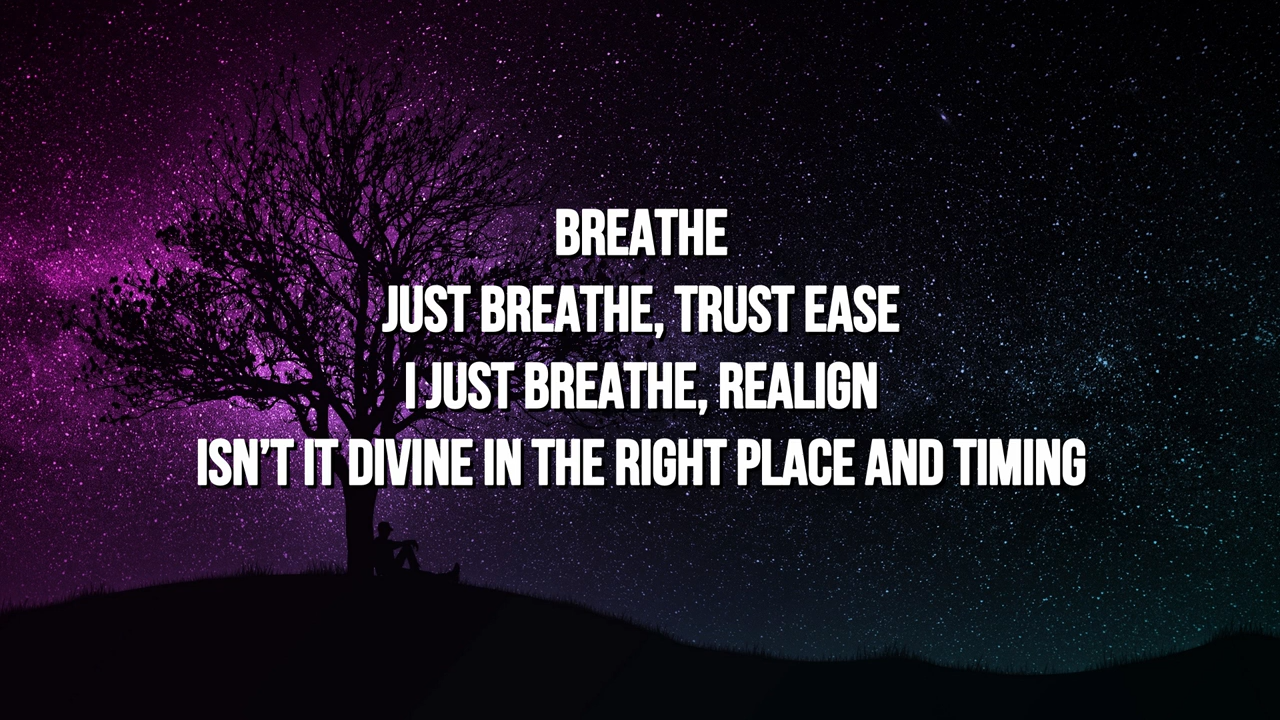 BREATHE
JUST BREATHE, TRUST EASE
I JUST BREATHE, REALIGN
ISN’T IT DIVINE IN THE RIGHT PLACE AND TIMING